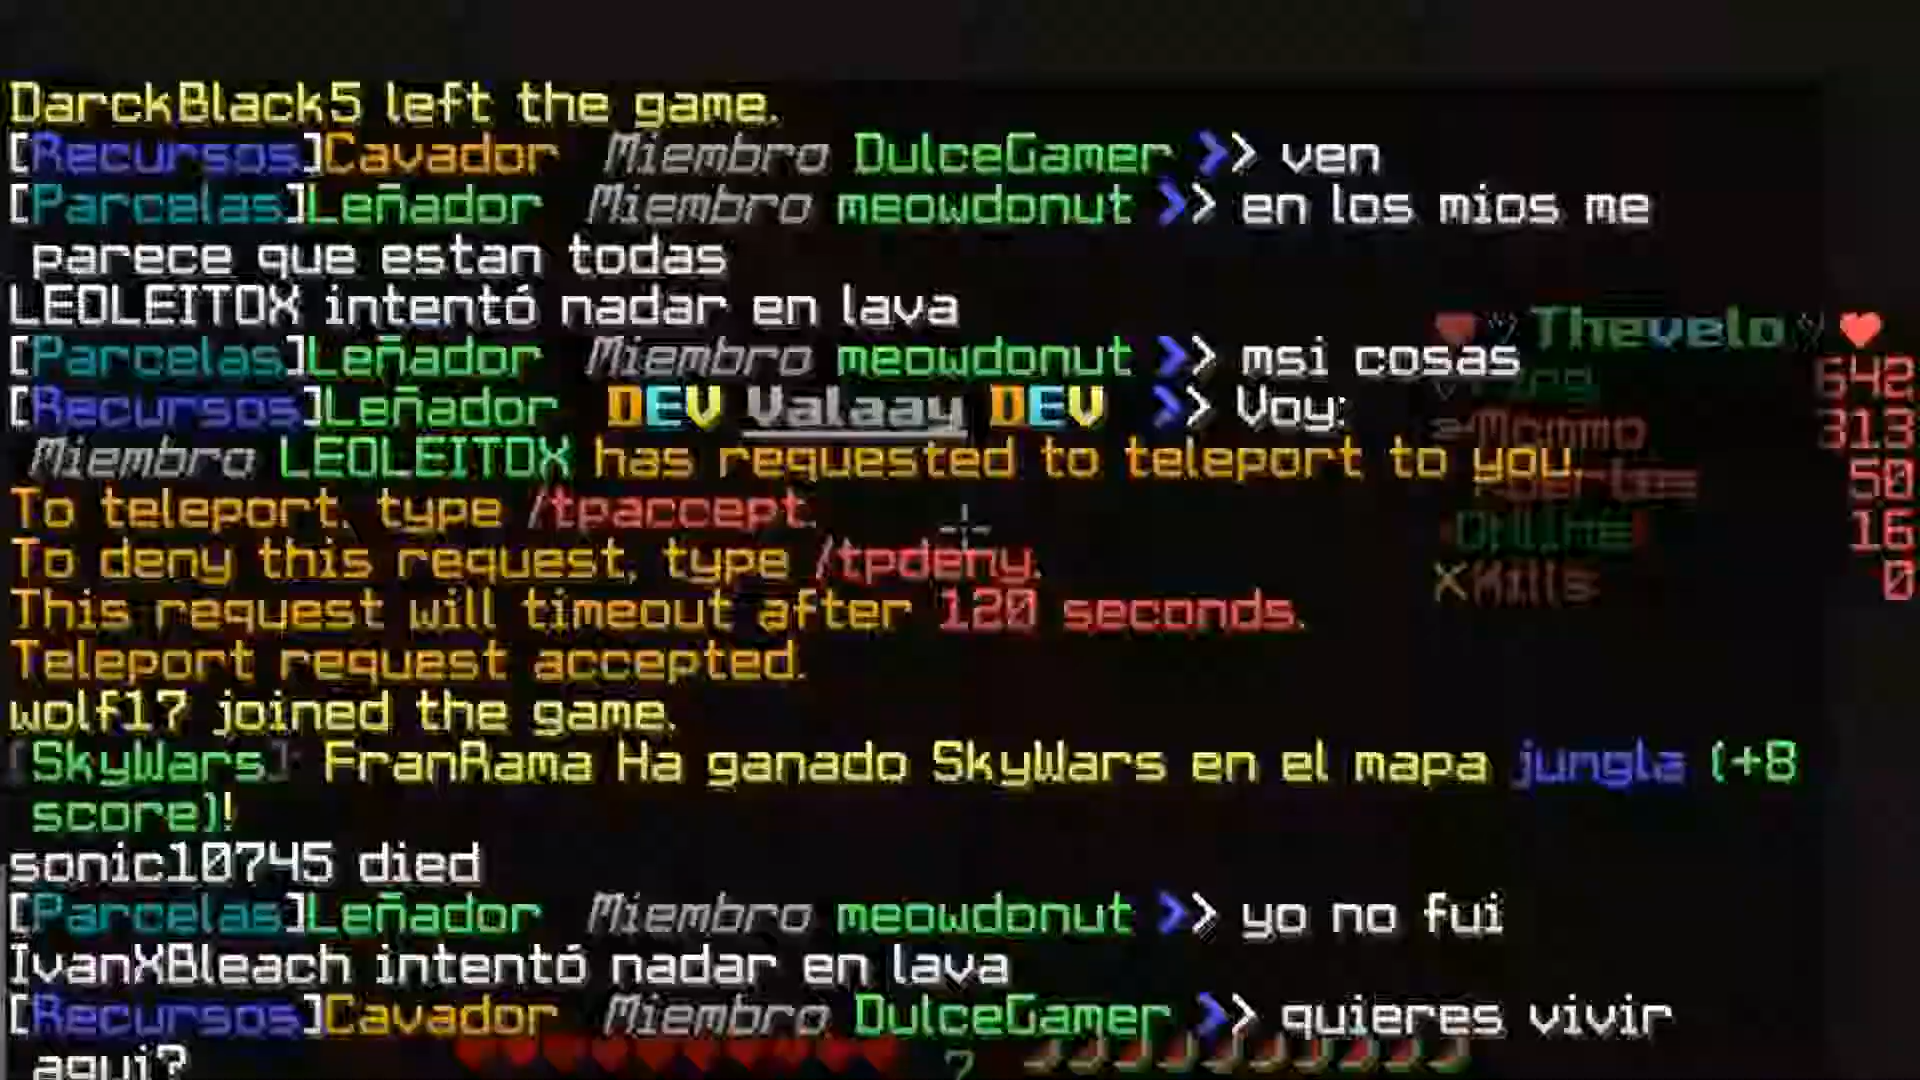 DarckBlack5 left the game.
[Recursos]Cavador Miembro DulceGamer >> ven
[Parcelas]Leñador Miembro meowdonut >> en los mios me
parece que estan todas
LEOLEITOX intentó nadar en lava
Thevelo
[Parcelas]Leñador Miembro meowdonut >> msi cosas
642
[Recursos]Leñador DEV Valaay DEV >> Voy:
313
Miembro LEOLEITOX has requested to teleport to you.
50
To teleport, type /tpaccept.
Online 16
To deny this request, type /tpdeny.
XKills 0
This request will timeout after 120 seconds.
Teleport request accepted.
wolf17 joined the game.
[SkyWars] FranRama Ha ganado SkyWars en el mapa jungla (+8
score)!
sonic10745 died
[Parcelas]Leñador Miembro meowdonut >> yo no fui
IvanXBleach intentó nadar en lava
[Recursos]Cavador Miembro DulceGamer >> quieres vivir
aqui?
7